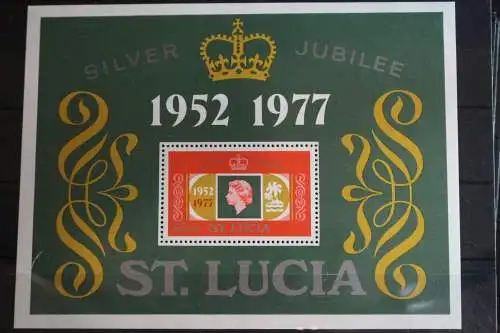 SILVER JUBILEE
1952 1977
1952
1977
ST. LUCIA
ST. LUCIA